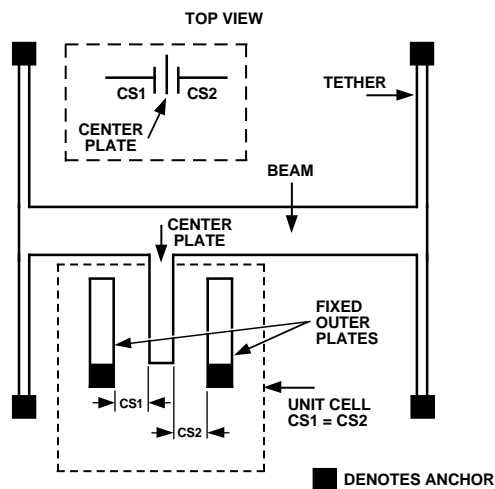 TOP VIEW
CS1
CS2
CENTER
PLATE
TETHER
BEAM
CENTER
PLATE
FIXED
OUTER
PLATES
CS1
CS2
UNIT CELL
CS1 = CS2
DENOTES ANCHOR